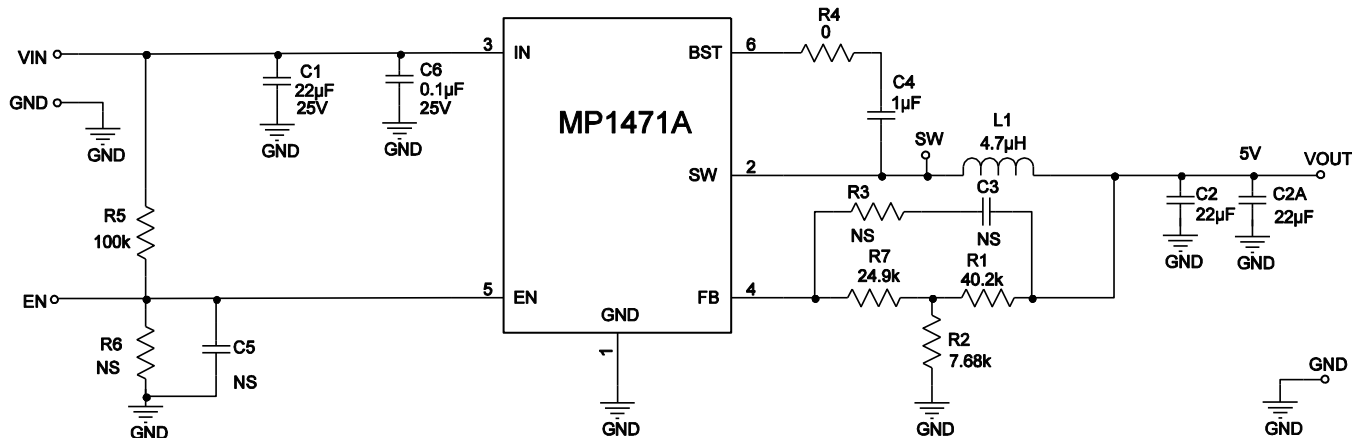 VIN
GND
GND
C1
22µF
25V
GND
C6
0.1µF
25V
GND
R5
100k
EN
R6
NS
C5
NS
GND
3
IN
MP1471A
5
EN
GND
1
GND
BST
6
SW
2
FB
4
R4
0
C4
1µF
SW
L1
4.7µH
R3
NS
C3
NS
R7
24.9k
R1
40.2k
R2
7.68k
GND
5V
VOUT
C2
22µF
GND
C2A
22µF
GND
GND
GND